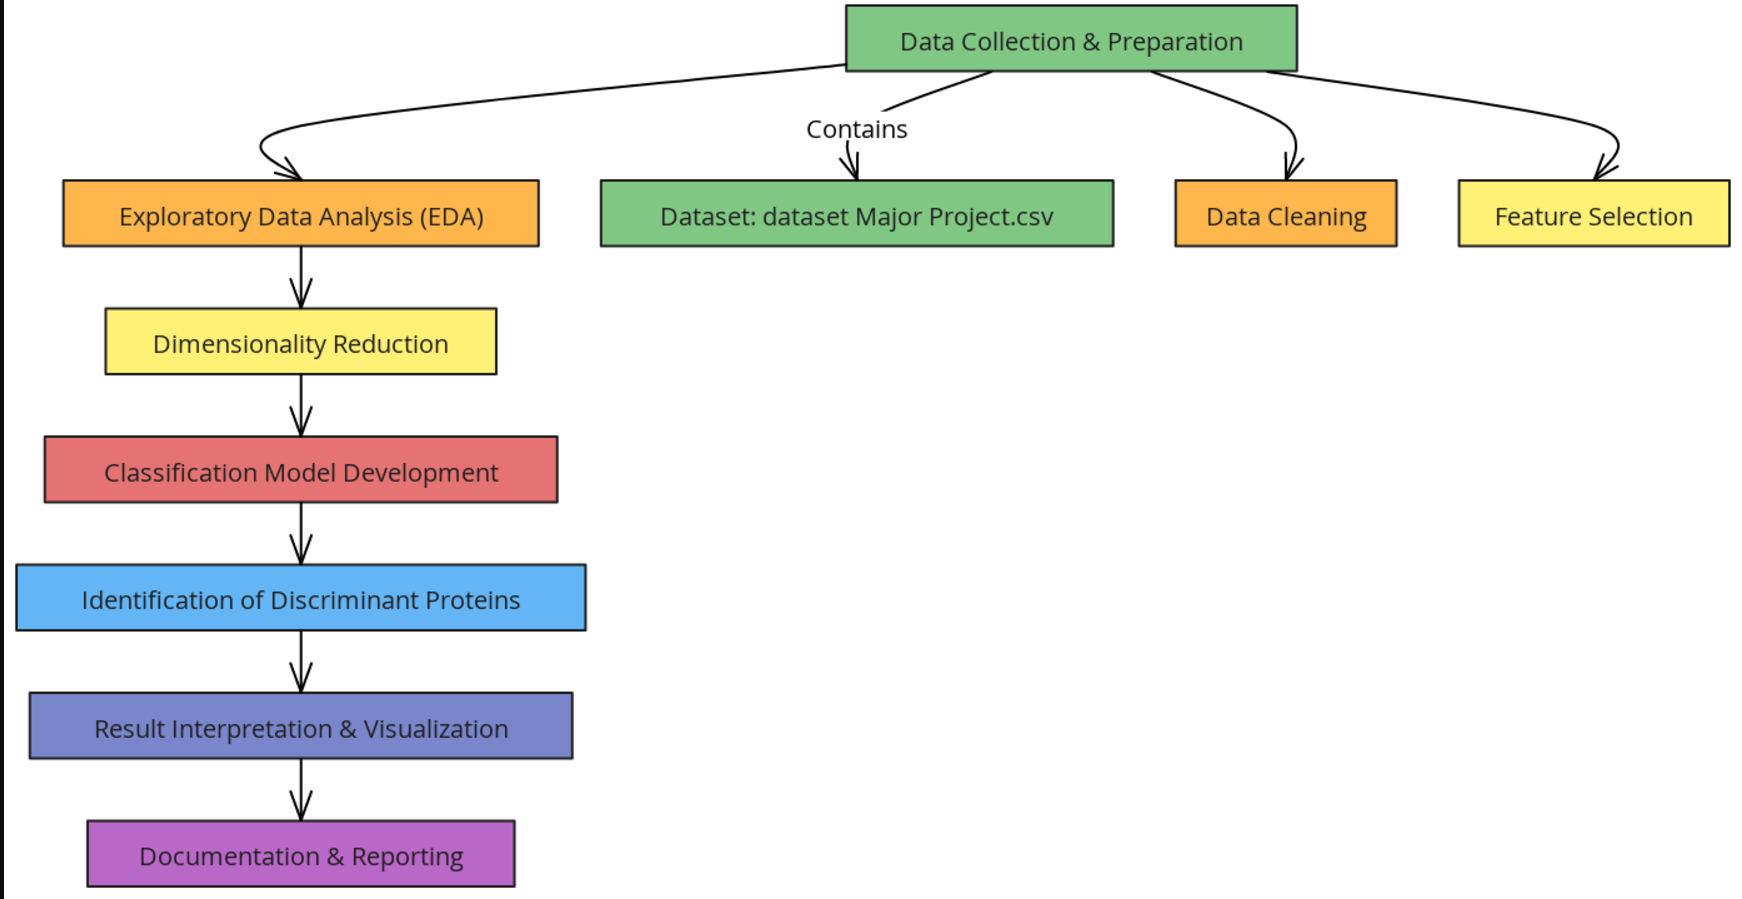 Data Collection & Preparation
Contains
Exploratory Data Analysis (EDA)
Dataset: dataset Major Project.csv
Data Cleaning
Feature Selection
Dimensionality Reduction
Classification Model Development
Identification of Discriminant Proteins
Result Interpretation & Visualization
Documentation & Reporting